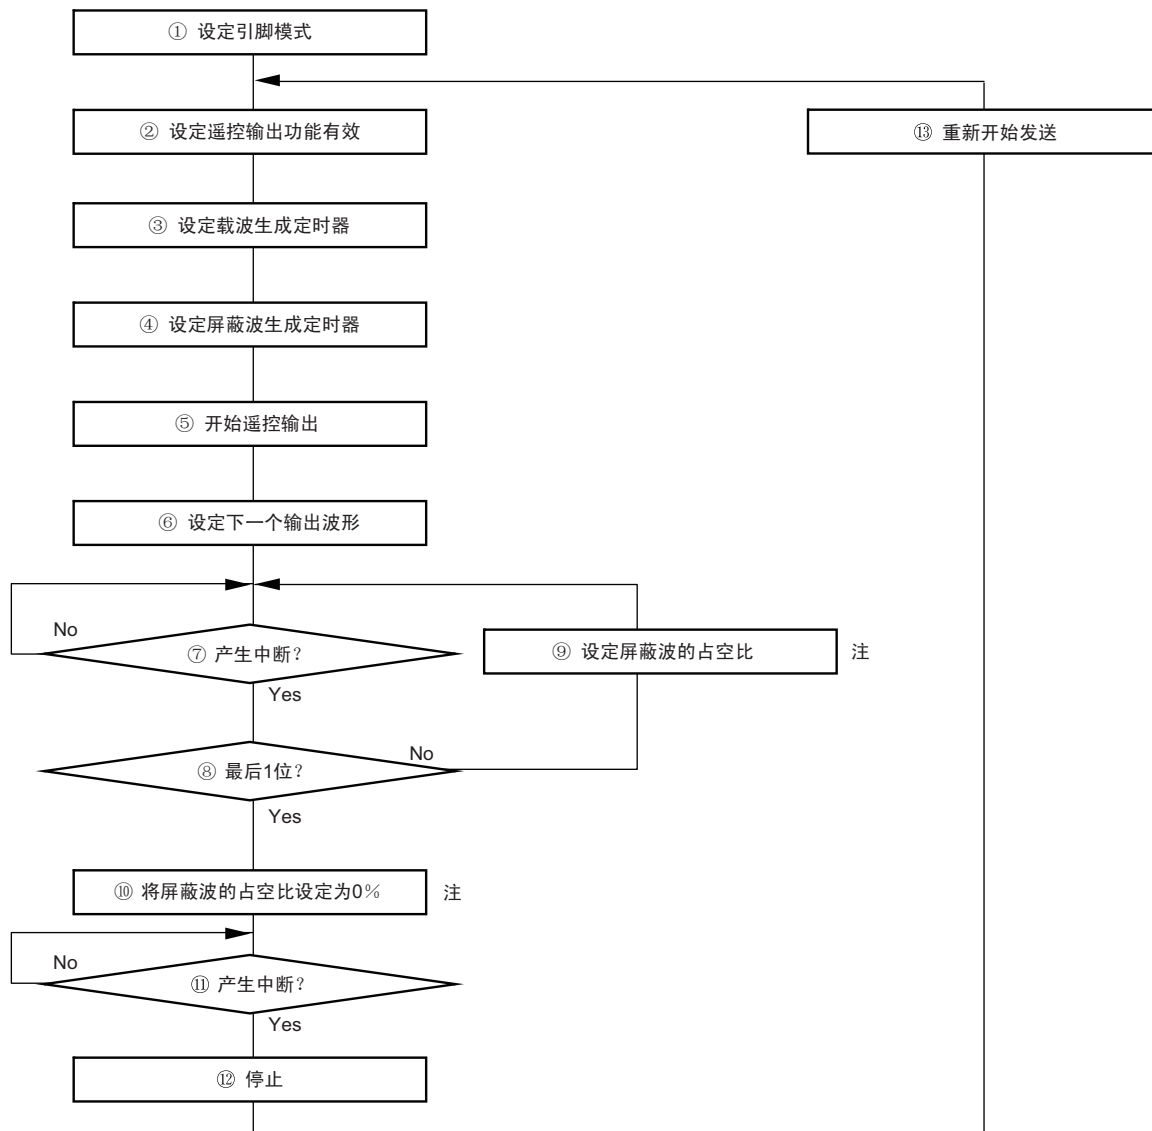 ① 设定引脚模式
② 设定遥控输出功能有效
⑬ 重新开始发送
③ 设定载波生成定时器
④ 设定屏蔽波生成定时器
⑤ 开始遥控输出
⑥ 设定下一个输出波形
No
⑦ 产生中断?
⑨ 设定屏蔽波的占空比
注
Yes
No
⑧ 最后1位?
Yes
⑩ 将屏蔽波的占空比设定为0%
注
No
⑪ 产生中断?
Yes
⑫ 停止